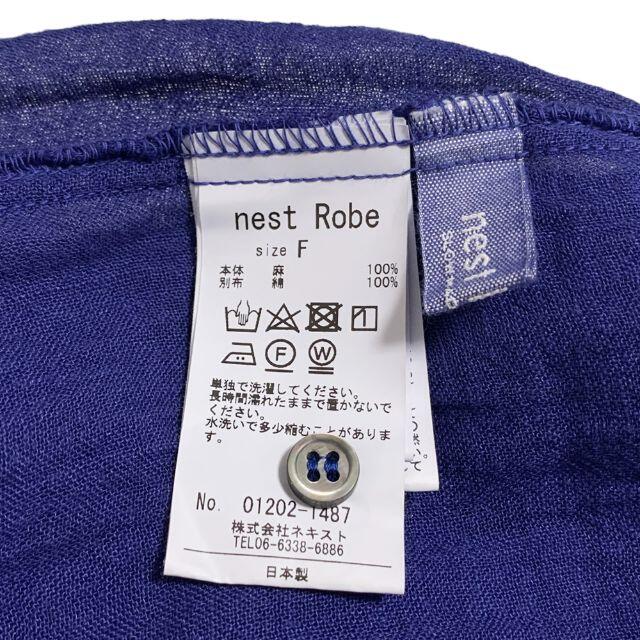 nest Robe
size F
本体 麻 100%
別布 綿 100%
F W
単独で洗濯してください。
長時間濡れたままで置かないで
ください。
水洗いで多少縮むことがありま
す。
No. 01202-1487
株式会社ネキスト
TEL06-6338-6886
日本製
nest